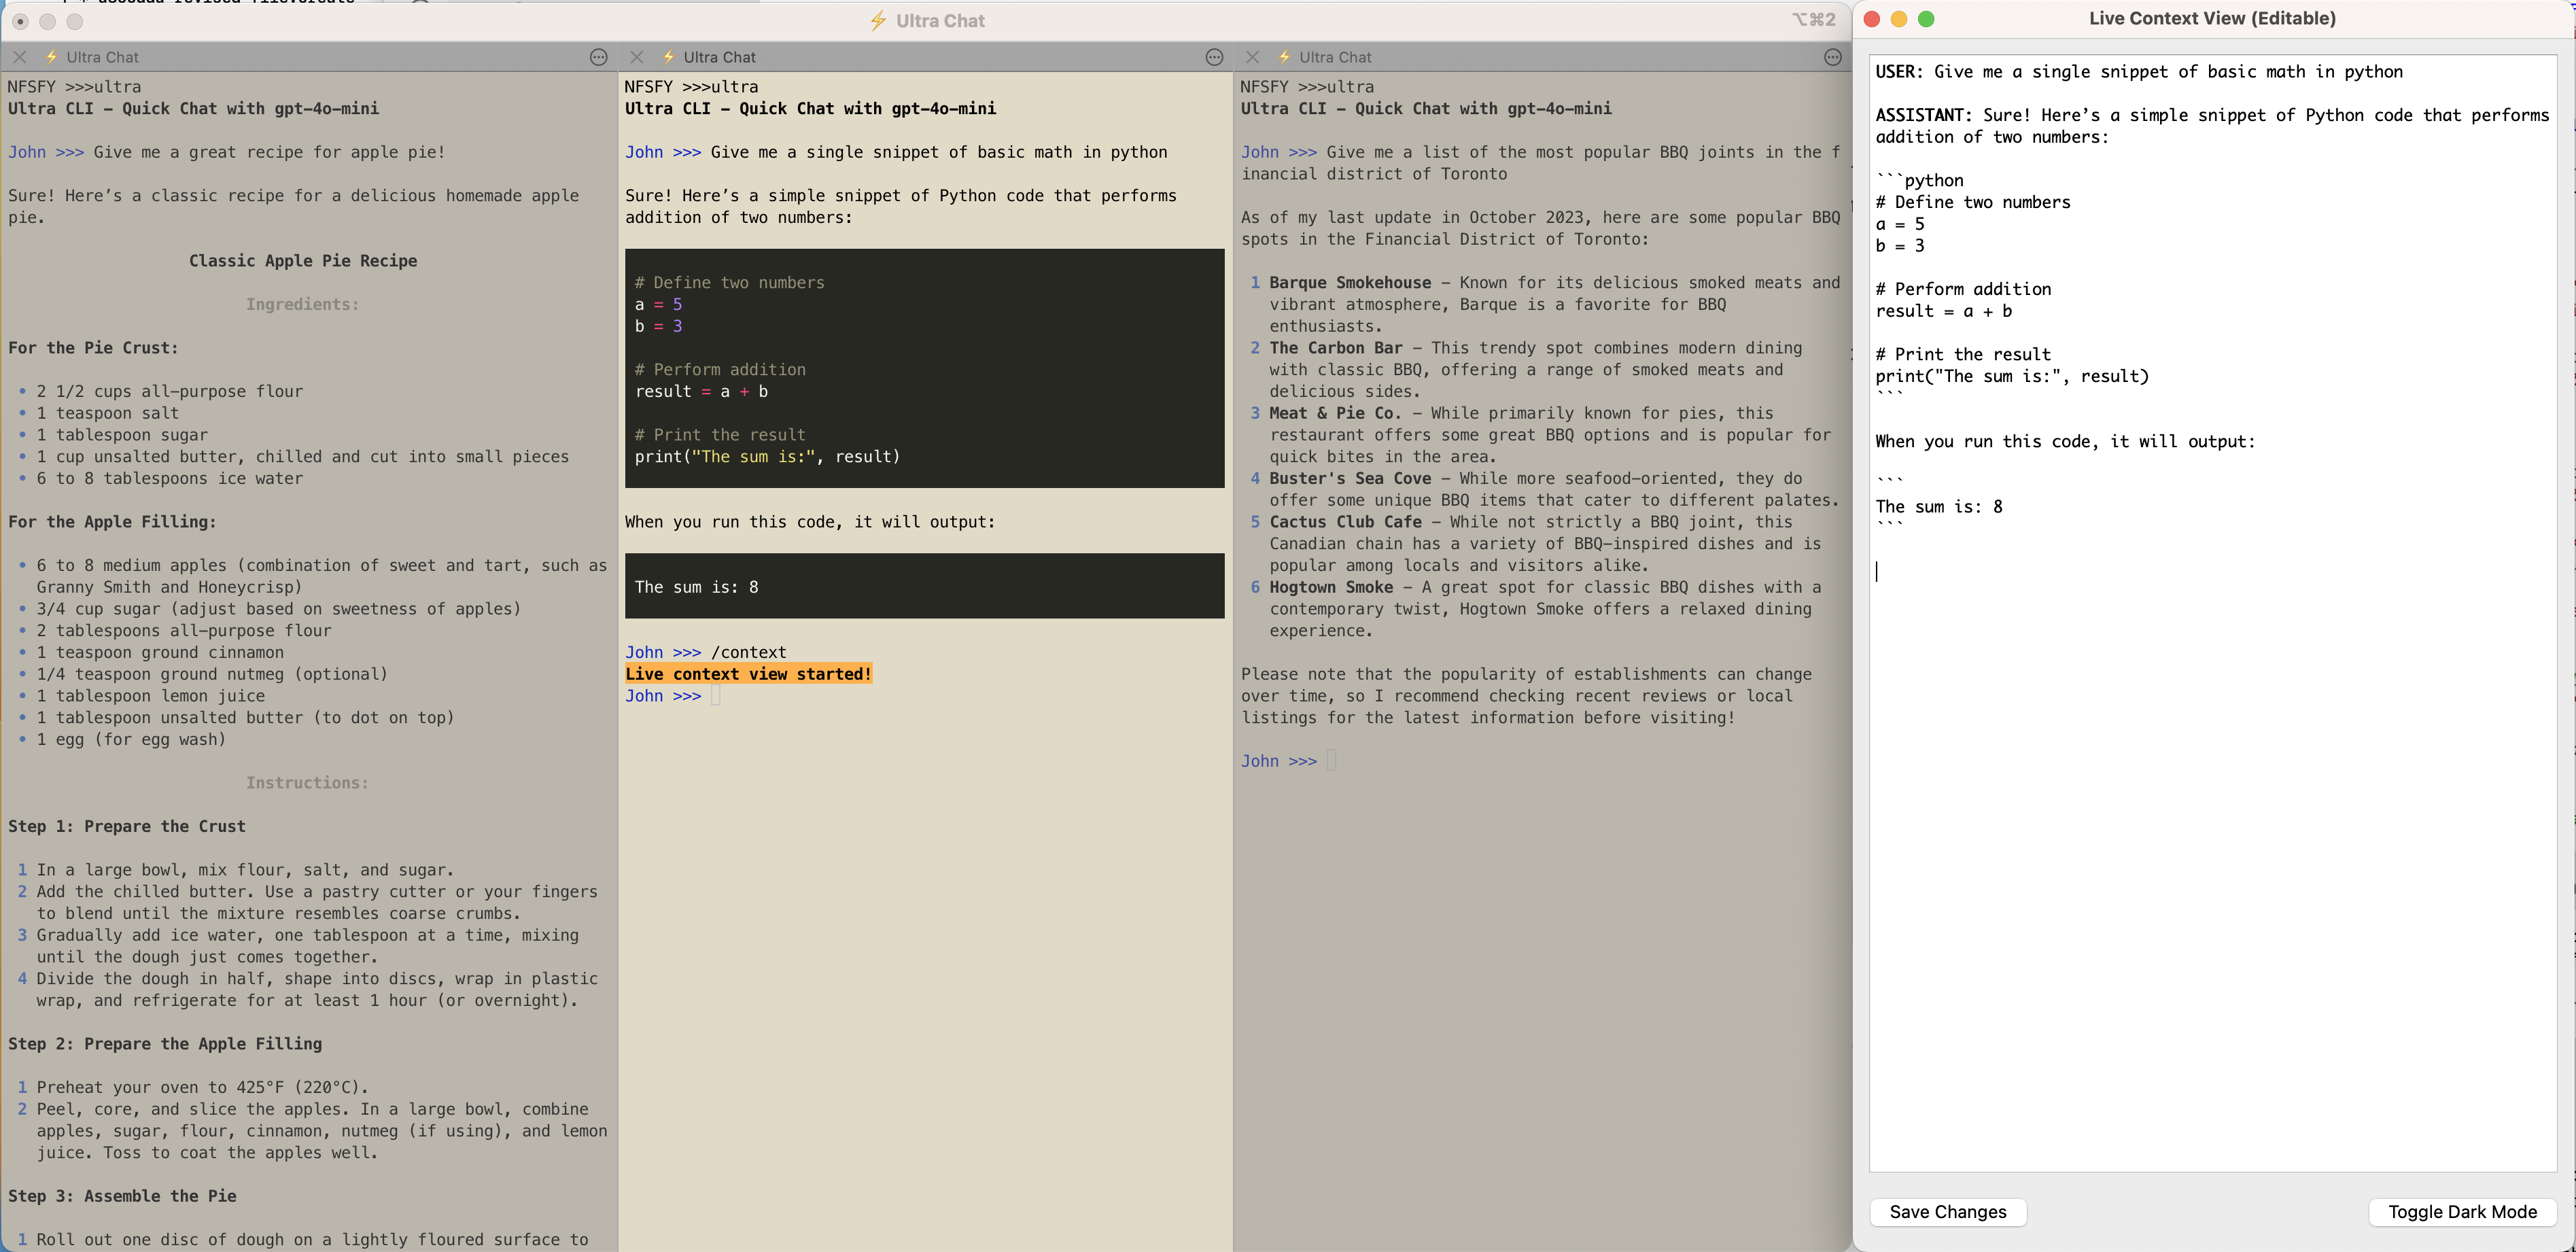 ⚡ Ultra Chat
⌥⌘2
⚡ Ultra Chat
NFSFY >>>ultra
Ultra CLI – Quick Chat with gpt-4o-mini
John >>> Give me a great recipe for apple pie!
Sure! Here’s a classic recipe for a delicious homemade apple
pie.
Classic Apple Pie Recipe
Ingredients:
For the Pie Crust:
• 2 1/2 cups all-purpose flour
• 1 teaspoon salt
• 1 tablespoon sugar
• 1 cup unsalted butter, chilled and cut into small pieces
• 6 to 8 tablespoons ice water
For the Apple Filling:
• 6 to 8 medium apples (combination of sweet and tart, such as
Granny Smith and Honeycrisp)
• 3/4 cup sugar (adjust based on sweetness of apples)
• 2 tablespoons all-purpose flour
• 1 teaspoon ground cinnamon
• 1/4 teaspoon ground nutmeg (optional)
• 1 tablespoon lemon juice
• 1 tablespoon unsalted butter (to dot on top)
• 1 egg (for egg wash)
Instructions:
Step 1: Prepare the Crust
1 In a large bowl, mix flour, salt, and sugar.
2 Add the chilled butter. Use a pastry cutter or your fingers
to blend until the mixture resembles coarse crumbs.
3 Gradually add ice water, one tablespoon at a time, mixing
until the dough just comes together.
4 Divide the dough in half, shape into discs, wrap in plastic
wrap, and refrigerate for at least 1 hour (or overnight).
Step 2: Prepare the Apple Filling
1 Preheat your oven to 425°F (220°C).
2 Peel, core, and slice the apples. In a large bowl, combine
apples, sugar, flour, cinnamon, nutmeg (if using), and lemon
juice. Toss to coat the apples well.
Step 3: Assemble the Pie
1 Roll out one disc of dough on a lightly floured surface to
⚡ Ultra Chat
NFSFY >>>ultra
Ultra CLI – Quick Chat with gpt-4o-mini
John >>> Give me a single snippet of basic math in python
Sure! Here’s a simple snippet of Python code that performs
addition of two numbers:
# Define two numbers
a = 5
b = 3
# Perform addition
result = a + b
# Print the result
print("The sum is:", result)
When you run this code, it will output:
The sum is: 8
John >>> /context
Live context view started!
John >>>
⚡ Ultra Chat
NFSFY >>>ultra
Ultra CLI – Quick Chat with gpt-4o-mini
John >>> Give me a list of the most popular BBQ joints in the f
inancial district of Toronto
As of my last update in October 2023, here are some popular BBQ
spots in the Financial District of Toronto:
1 Barque Smokehouse – Known for its delicious smoked meats and
vibrant atmosphere, Barque is a favorite for BBQ
enthusiasts.
2 The Carbon Bar – This trendy spot combines modern dining
with classic BBQ, offering a range of smoked meats and
delicious sides.
3 Meat & Pie Co. – While primarily known for pies, this
restaurant offers some great BBQ options and is popular for
quick bites in the area.
4 Buster's Sea Cove – While more seafood-oriented, they do
offer some unique BBQ items that cater to different palates.
5 Cactus Club Cafe – While not strictly a BBQ joint, this
Canadian chain has a variety of BBQ-inspired dishes and is
popular among locals and visitors alike.
6 Hogtown Smoke – A great spot for classic BBQ dishes with a
contemporary twist, Hogtown Smoke offers a relaxed dining
experience.
Please note that the popularity of establishments can change
over time, so I recommend checking recent reviews or local
listings for the latest information before visiting!
John >>>
Live Context View (Editable)
USER: Give me a single snippet of basic math in python
ASSISTANT: Sure! Here’s a simple snippet of Python code that performs
addition of two numbers:
```python
# Define two numbers
a = 5
b = 3
# Perform addition
result = a + b
# Print the result
print("The sum is:", result)
```
When you run this code, it will output:
```
The sum is: 8
```
Save Changes
Toggle Dark Mode